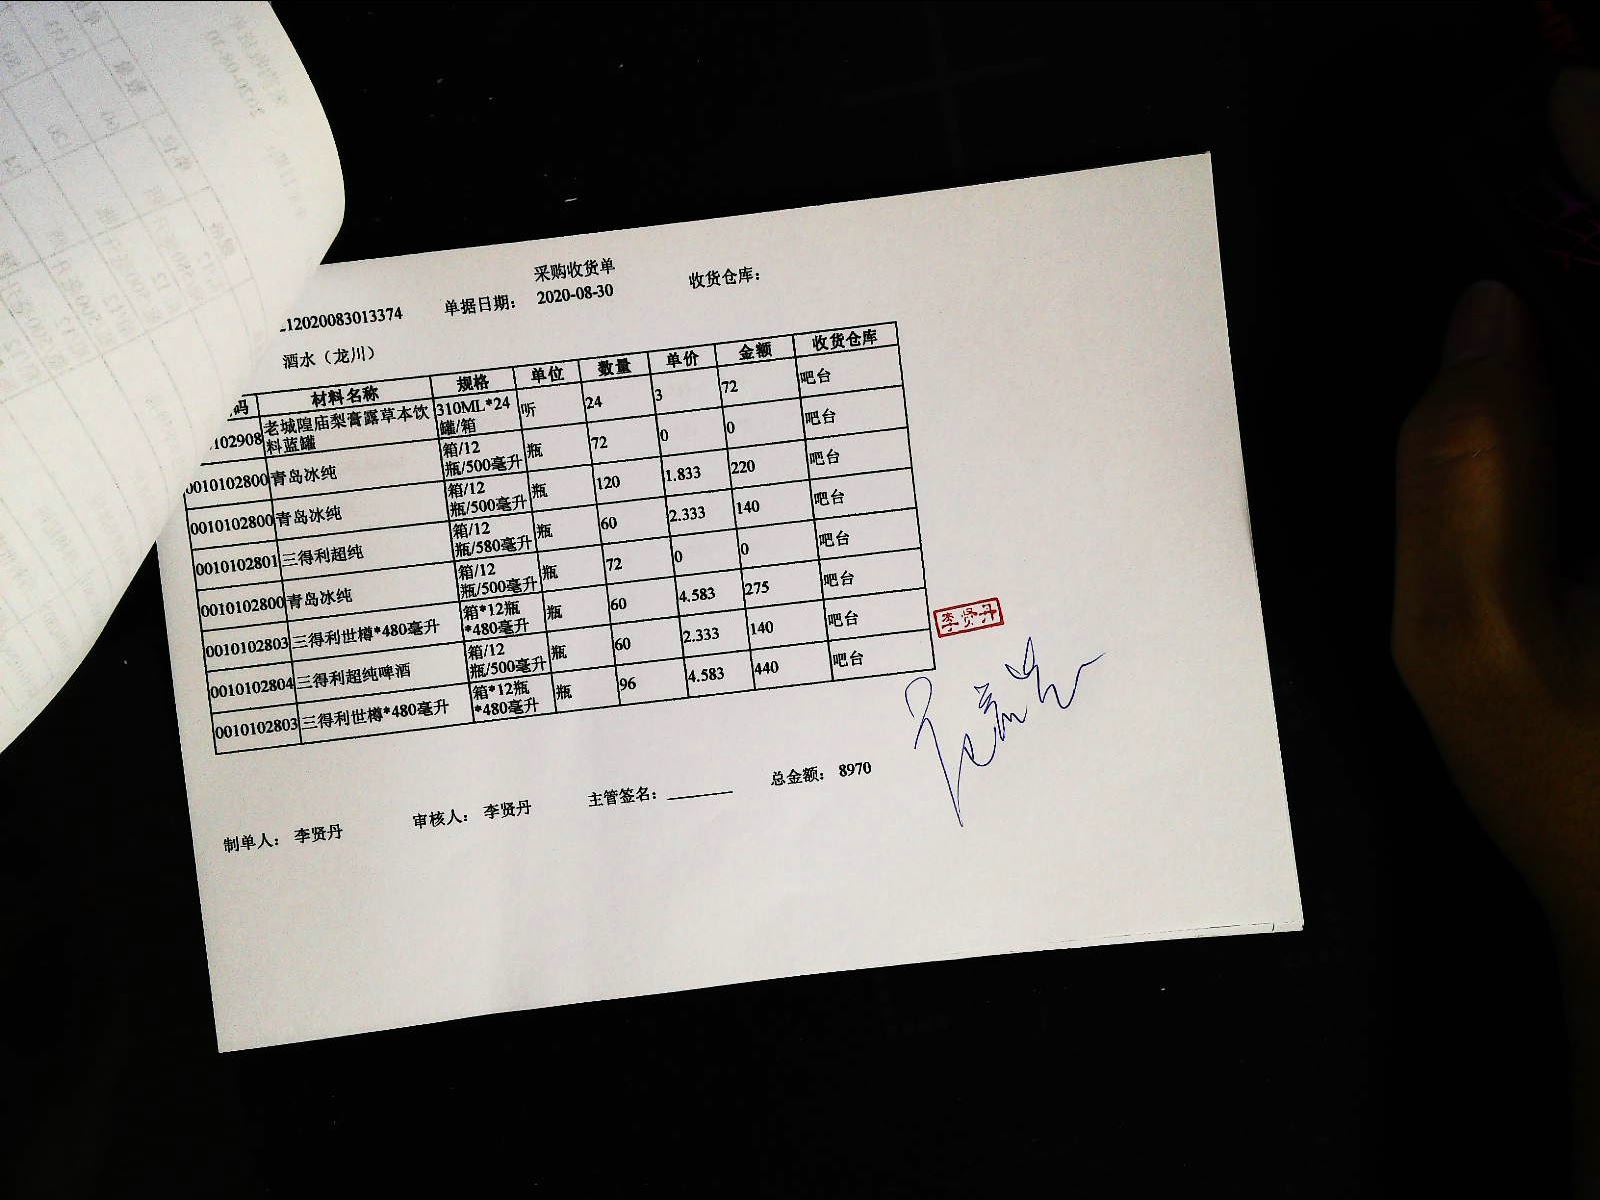 采购收货单
12020083013374 单据日期： 2020-08-30 收货仓库：
酒水（龙川）
码 材料名称 规格 单位 数量 单价 金额 收货仓库
102908 老城隍庙梨膏露草本饮料蓝罐 310ML*24罐/箱 听 24 3 72 吧台
0010102800 青岛冰纯 箱/12瓶/500毫升 瓶 72 0 0 吧台
0010102800 青岛冰纯 箱/12瓶/500毫升 瓶 120 1.833 220 吧台
0010102801 三得利超纯 箱/12瓶/580毫升 瓶 60 2.333 140 吧台
0010102800 青岛冰纯 箱/12瓶/500毫升 瓶 72 0 0 吧台
0010102803 三得利世樽*480毫升 箱*12瓶*480毫升 瓶 60 4.583 275 吧台
0010102804 三得利超纯啤酒 箱/12瓶/500毫升 瓶 60 2.333 140 吧台
0010102803 三得利世樽*480毫升 箱*12瓶*480毫升 瓶 96 4.583 440 吧台
李贤丹
制单人： 李贤丹 审核人： 李贤丹 主管签名： 总金额： 8970